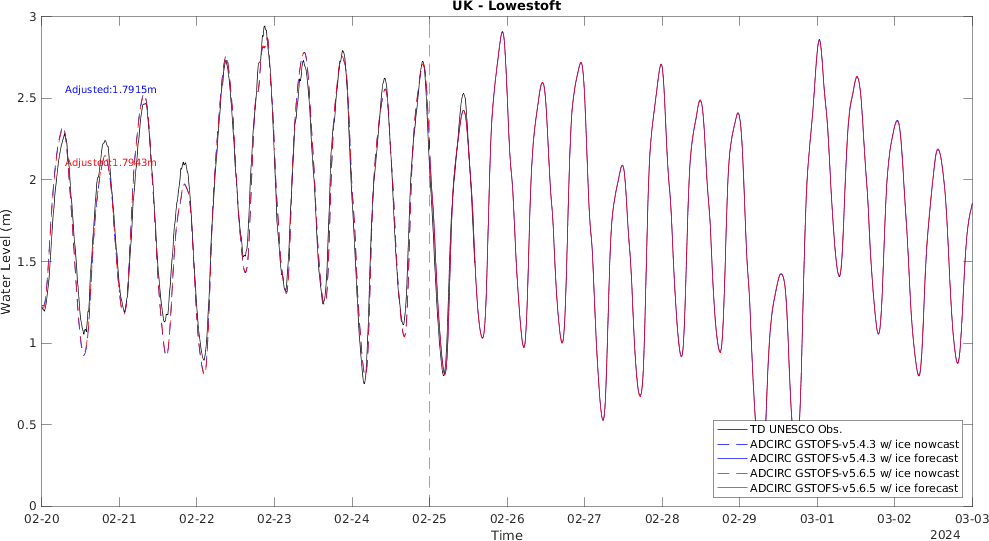 UK - Lowestoft
3
2.5
2
1.5
1
0.5
0
Water Level (m)
Adjusted:1.7915m
Adjusted:1.7943m
TD UNESCO Obs.
ADCIRC GSTOFS-v5.4.3 w/ ice nowcast
ADCIRC GSTOFS-v5.4.3 w/ ice forecast
ADCIRC GSTOFS-v5.6.5 w/ ice nowcast
ADCIRC GSTOFS-v5.6.5 w/ ice forecast
02-20 02-21 02-22 02-23 02-24 02-25 02-26 02-27 02-28 02-29 03-01 03-02 03-03
Time
2024